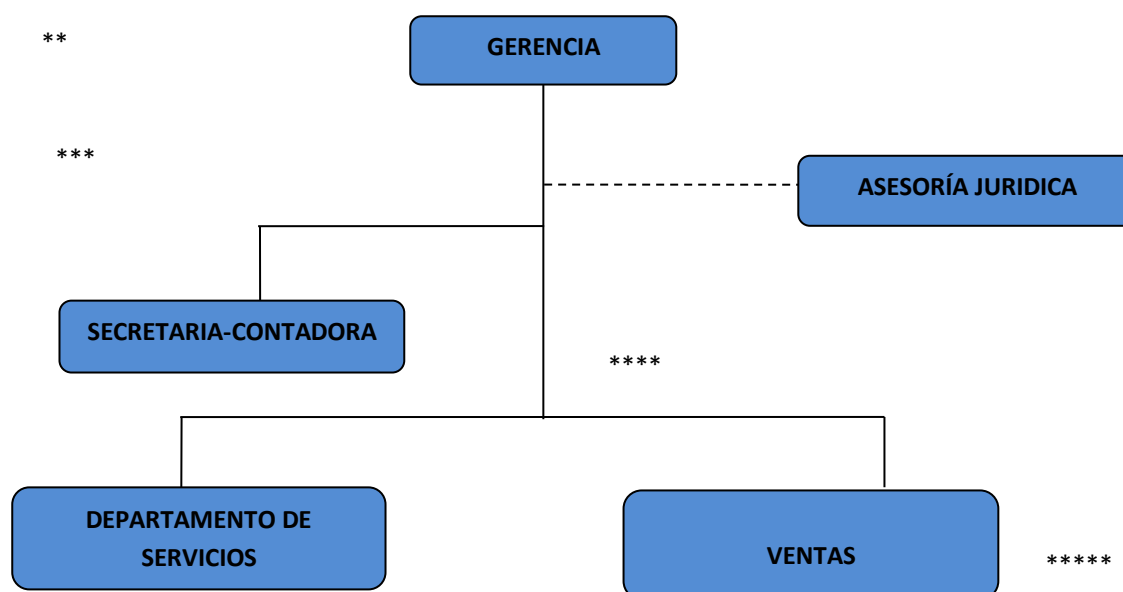 **
GERENCIA
***
ASESORÍA JURIDICA
SECRETARIA-CONTADORA
****
DEPARTAMENTO DE
SERVICIOS
VENTAS
*****